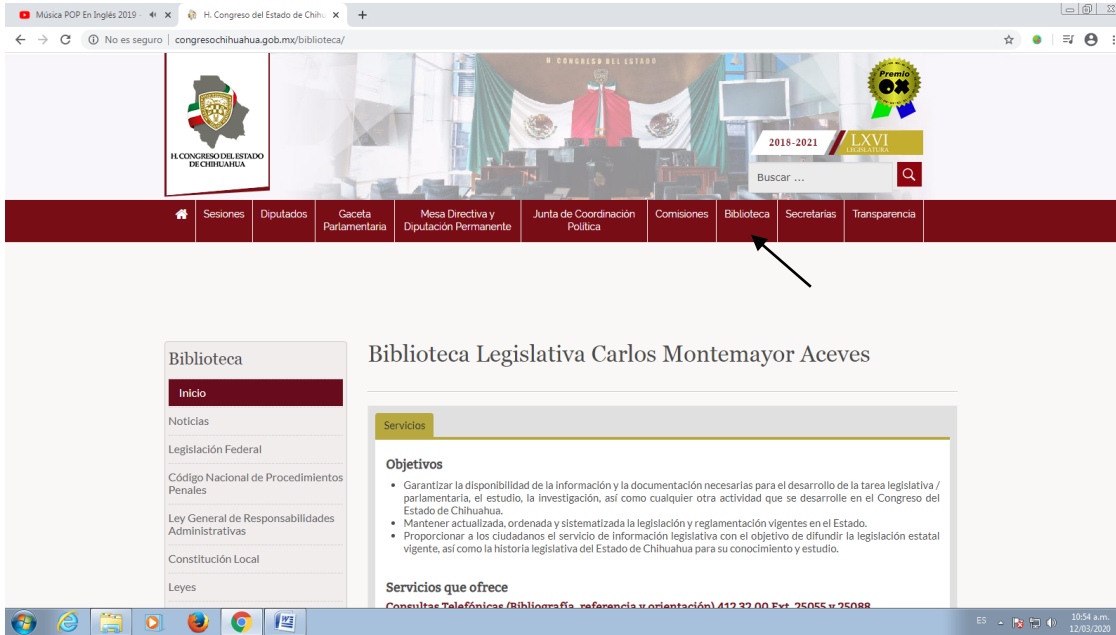 Música POP En Inglés 2019 -
H. Congreso del Estado de Chihu
No es seguro | congresochihuahua.gob.mx/biblioteca/
H. CONGRESO DEL ESTADO
DE CHIHUAHUA
H CONGRESO DEL ESTADO
Premio
OX
2018-2021
LXVI
LEGISLATURA
Buscar ...
Sesiones
Diputados
Gaceta
Parlamentaria
Mesa Directiva y
Diputación Permanente
Junta de Coordinación
Política
Comisiones
Biblioteca
Secretarías
Transparencia
Biblioteca
Inicio
Noticias
Legislación Federal
Código Nacional de Procedimientos
Penales
Ley General de Responsabilidades
Administrativas
Constitución Local
Leyes
Biblioteca Legislativa Carlos Montemayor Aceves
Servicios
Objetivos
• Garantizar la disponibilidad de la información y la documentación necesarias para el desarrollo de la tarea legislativa /
parlamentaria, el estudio, la investigación, así como cualquier otra actividad que se desarrolle en el Congreso del
Estado de Chihuahua.
• Mantener actualizada, ordenada y sistematizada la legislación y reglamentación vigentes en el Estado.
• Proporcionar a los ciudadanos el servicio de información legislativa con el objetivo de difundir la legislación estatal
vigente, así como la historia legislativa del Estado de Chihuahua para su conocimiento y estudio.
Servicios que ofrece
Consultas Telefónicas (Bibliografía, referencia y orientación) 412 32 00 Ext. 25055 y 25088
ES
10:54 a.m.
12/03/2020